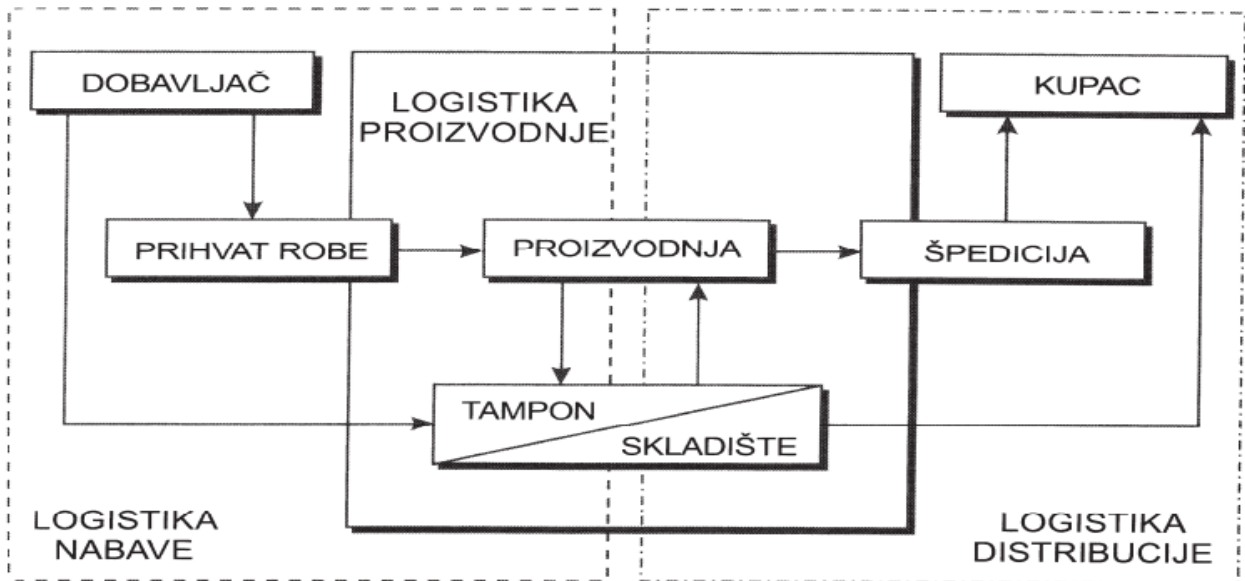 DOBAVLJAČ
LOGISTIKA
PROIZVODNJE
KUPAC
PRIHVAT ROBE
PROIZVODNJA
ŠPEDICIJA
TAMPON
SKLADIŠTE
LOGISTIKA
NABAVE
LOGISTIKA
DISTRIBUCIJE